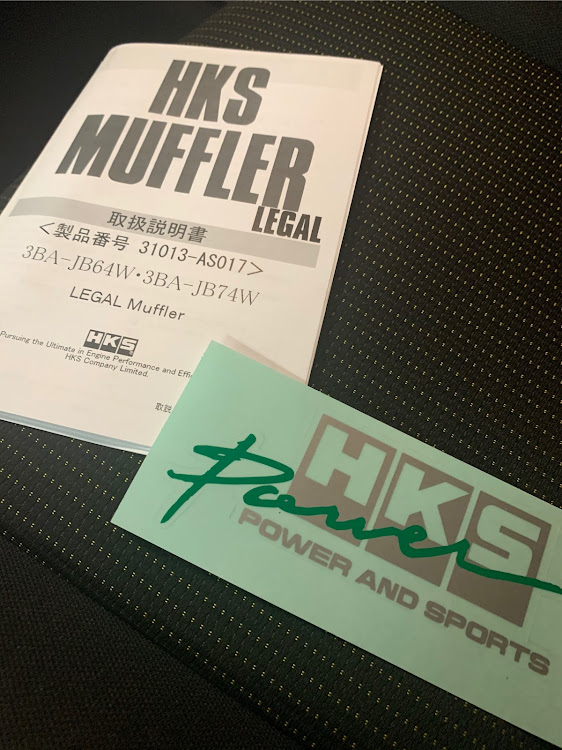 HKS
MUFFLER
LEGAL
取扱説明書
<製品番号 31013-AS017>
3BA-JB64W・3BA-JB74W
LEGAL Muffler
HKS
Pursuing the Ultimate in Engine Performance and
HKS Company Limited.
取説
HKS
Power
POWER AND SPORTS